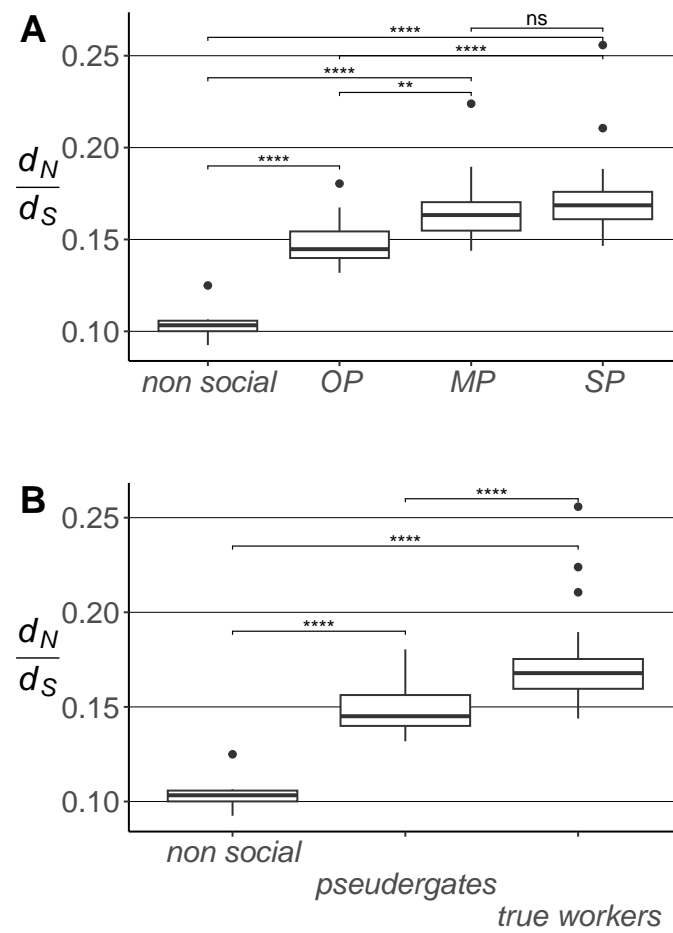 A
ns
****
0.25
****
****
**
0.20
****
dN
dS
0.15
0.10
non social
OP
MP
SP
B
****
0.25
****
0.20
****
dN
dS
0.15
0.10
non social
pseudergates
true workers